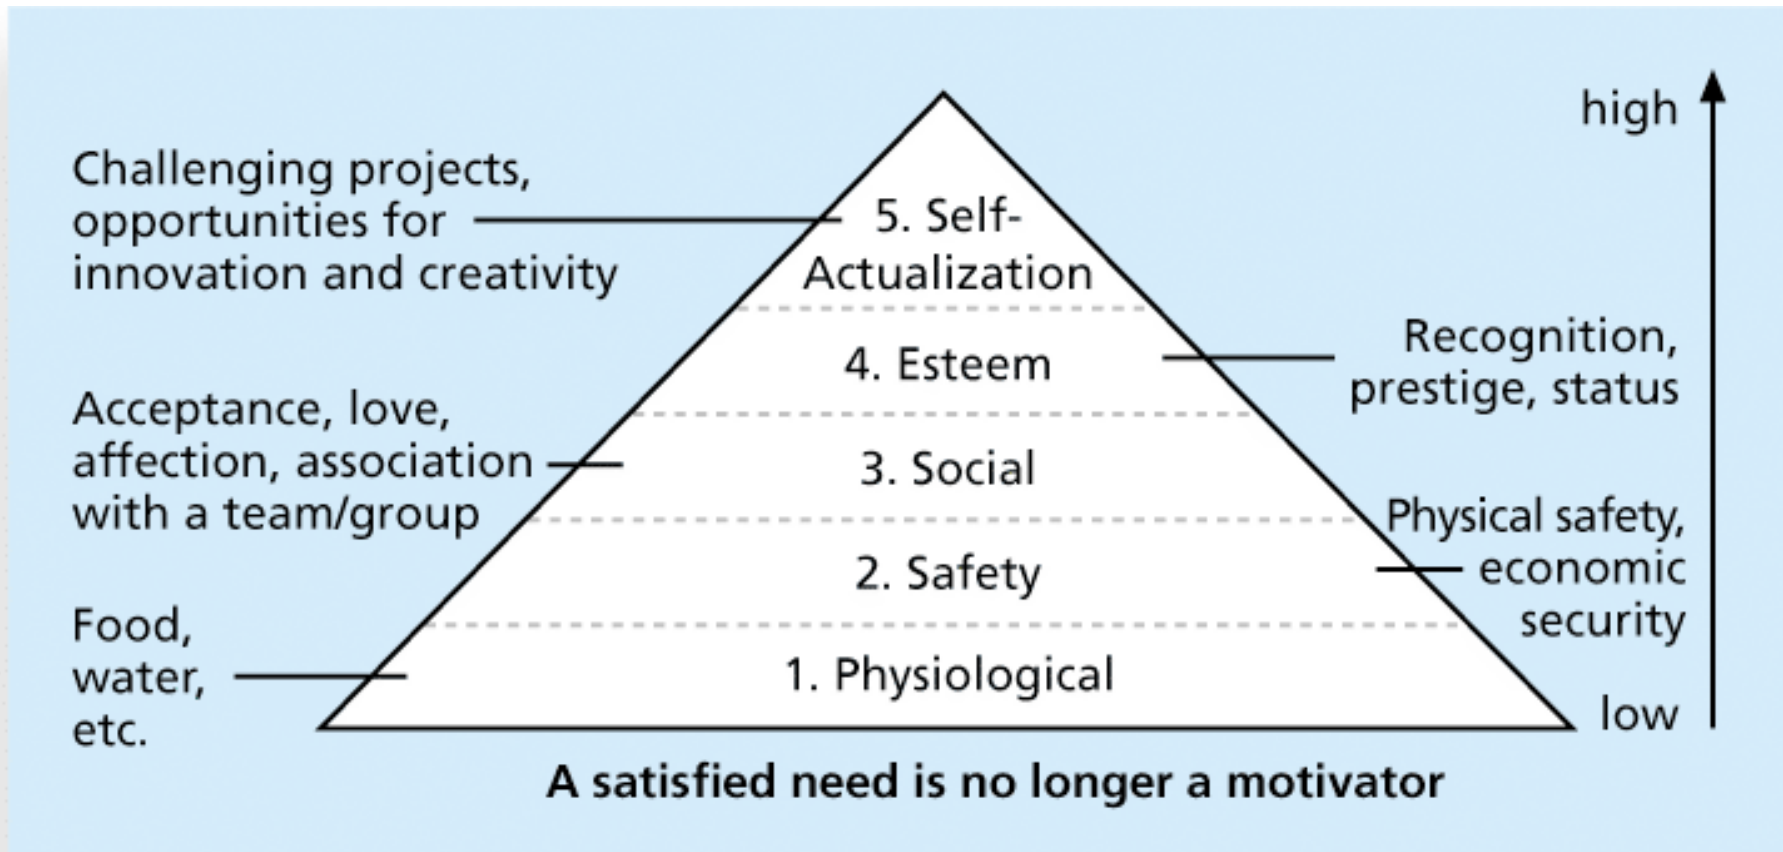 high
Challenging projects,
opportunities for
innovation and creativity
5. Self-
Actualization
Recognition,
prestige, status
4. Esteem
Acceptance, love,
affection, association
with a team/group
3. Social
Physical safety,
economic
security
2. Safety
Food,
water,
etc.
1. Physiological
low
A satisfied need is no longer a motivator